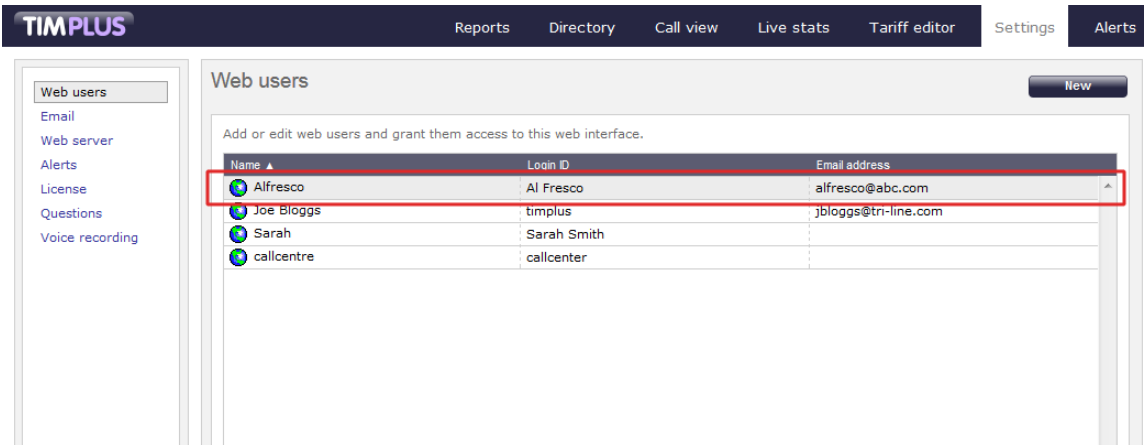 TIMPLUS Reports Directory Call view Live stats Tariff editor Settings Alerts
Web users
Email
Web server
Alerts
License
Questions
Voice recording
Web users
New
Add or edit web users and grant them access to this web interface.
Name ▲ Login ID Email address
Alfresco Al Fresco alfresco@abc.com
Joe Bloggs timplus jbloggs@tri-line.com
Sarah Sarah Smith
callcentre callcenter